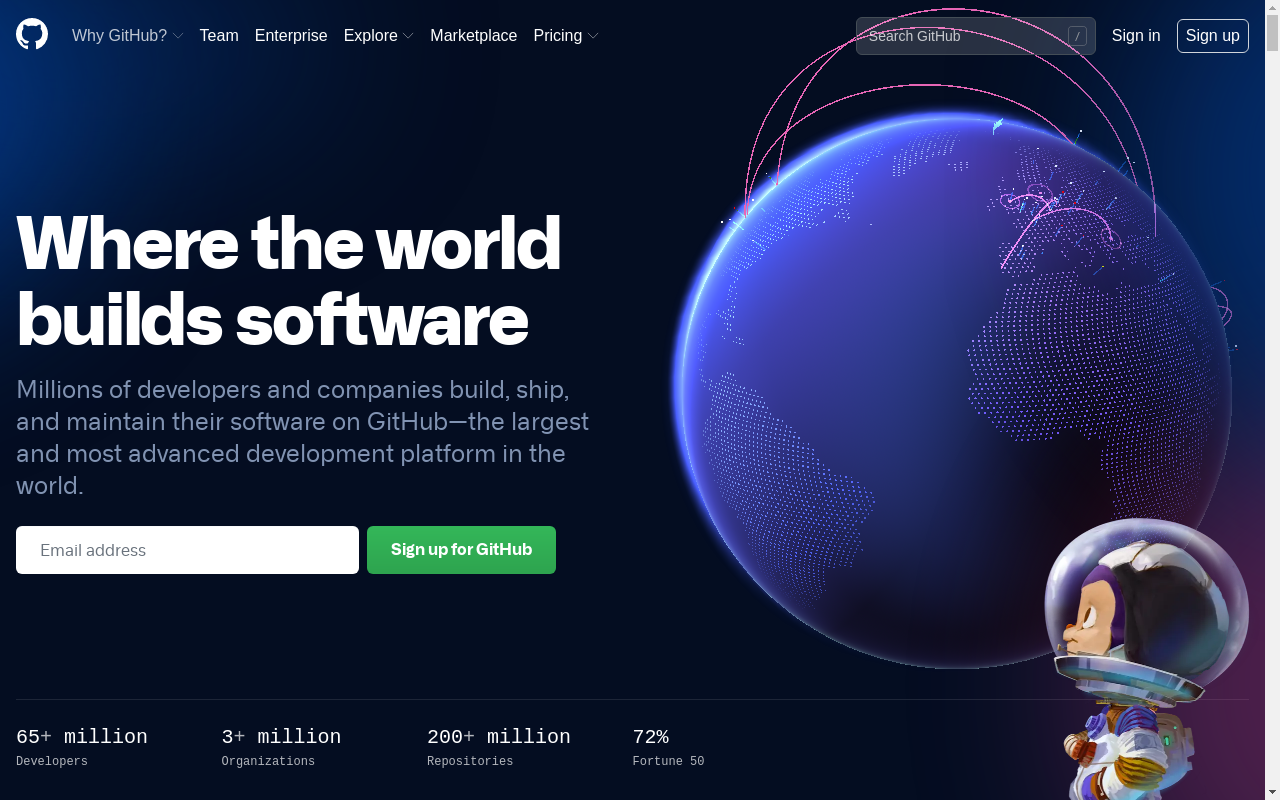 Why GitHub? Team Enterprise Explore Marketplace Pricing Search GitHub / Sign in Sign up
Where the world
builds software
Millions of developers and companies build, ship,
and maintain their software on GitHub—the largest
and most advanced development platform in the
world.
Email address Sign up for GitHub
65+ million 3+ million 200+ million 72%
Developers Organizations Repositories Fortune 50